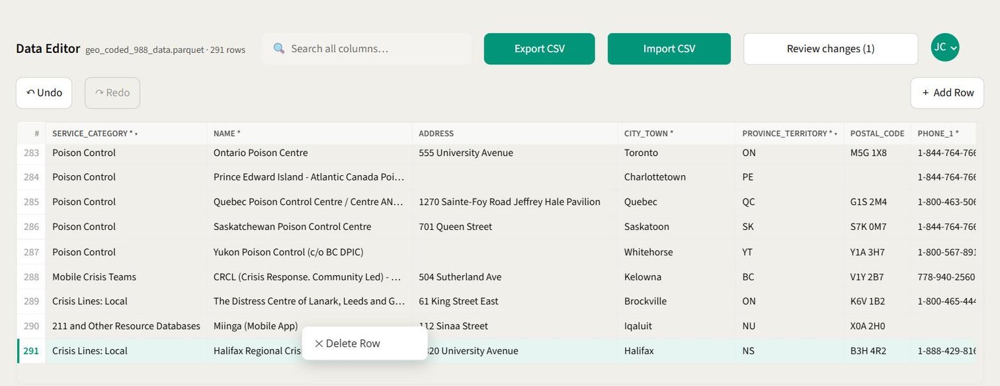 Data Editor geo_coded_988_data.parquet · 291 rows Search all columns… Export CSV Import CSV Review changes (1) JC
Undo Redo + Add Row
# SERVICE_CATEGORY * NAME * ADDRESS CITY_TOWN * PROVINCE_TERRITORY * POSTAL_CODE PHONE_1 *
283 Poison Control Ontario Poison Centre 555 University Avenue Toronto ON M5G 1X8 1-844-764-766
284 Poison Control Prince Edward Island - Atlantic Canada Poi… Charlottetown PE 1-844-764-766
285 Poison Control Quebec Poison Control Centre / Centre AN… 1270 Sainte-Foy Road Jeffrey Hale Pavilion Quebec QC G1S 2M4 1-800-463-506
286 Poison Control Saskatchewan Poison Control Centre 701 Queen Street Saskatoon SK S7K 0M7 1-844-764-766
287 Poison Control Yukon Poison Control (c/o BC DPIC) Whitehorse YT Y1A 3H7 1-800-567-891
288 Mobile Crisis Teams CRCL (Crisis Response. Community Led) - … 504 Sutherland Ave Kelowna BC V1Y 2B7 778-940-2560
289 Crisis Lines: Local The Distress Centre of Lanark, Leeds and G… 61 King Street East Brockville ON K6V 1B2 1-800-465-444
290 211 and Other Resource Databases Miinga (Mobile App) 112 Sinaa Street Iqaluit NU X0A 2H0
Delete Row
291 Crisis Lines: Local Halifax Regional Cris 20 University Avenue Halifax NS B3H 4R2 1-888-429-816